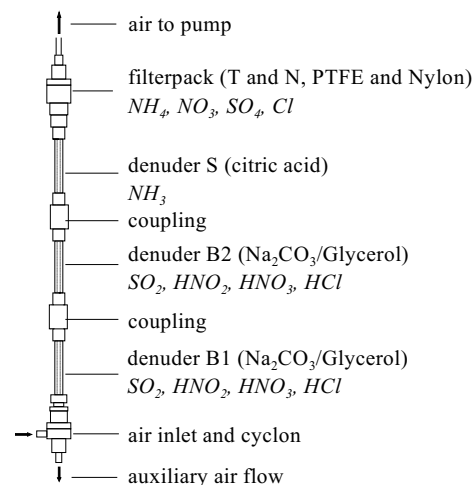 air to pump
filterpack (T and N, PTFE and Nylon)
NH₄, NO₃, SO₄, Cl
denuder S (citric acid)
NH₃
coupling
denuder B2 (Na₂CO₃/Glycerol)
SO₂, HNO₂, HNO₃, HCl
coupling
denuder B1 (Na₂CO₃/Glycerol)
SO₂, HNO₂, HNO₃, HCl
air inlet and cyclon
auxiliary air flow